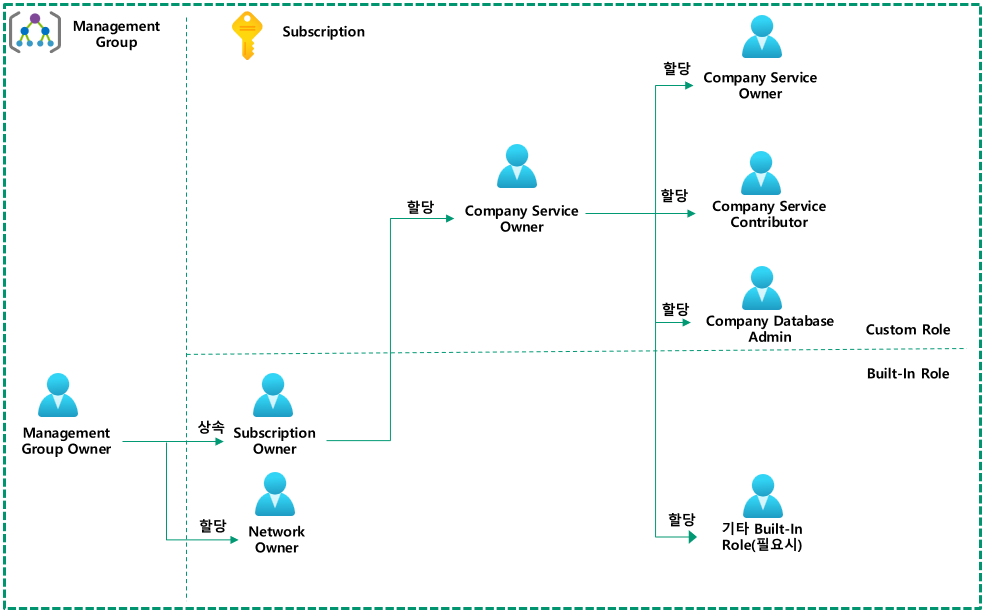 Management
Group
Subscription
할당
Company Service
Owner
할당
Company Service
Contributor
할당
Company Service
Owner
할당
Company Database
Admin
Custom Role
Built-In Role
Management
Group Owner
상속
Subscription
Owner
할당
Network
Owner
할당
기타 Built-In
Role(필요시)